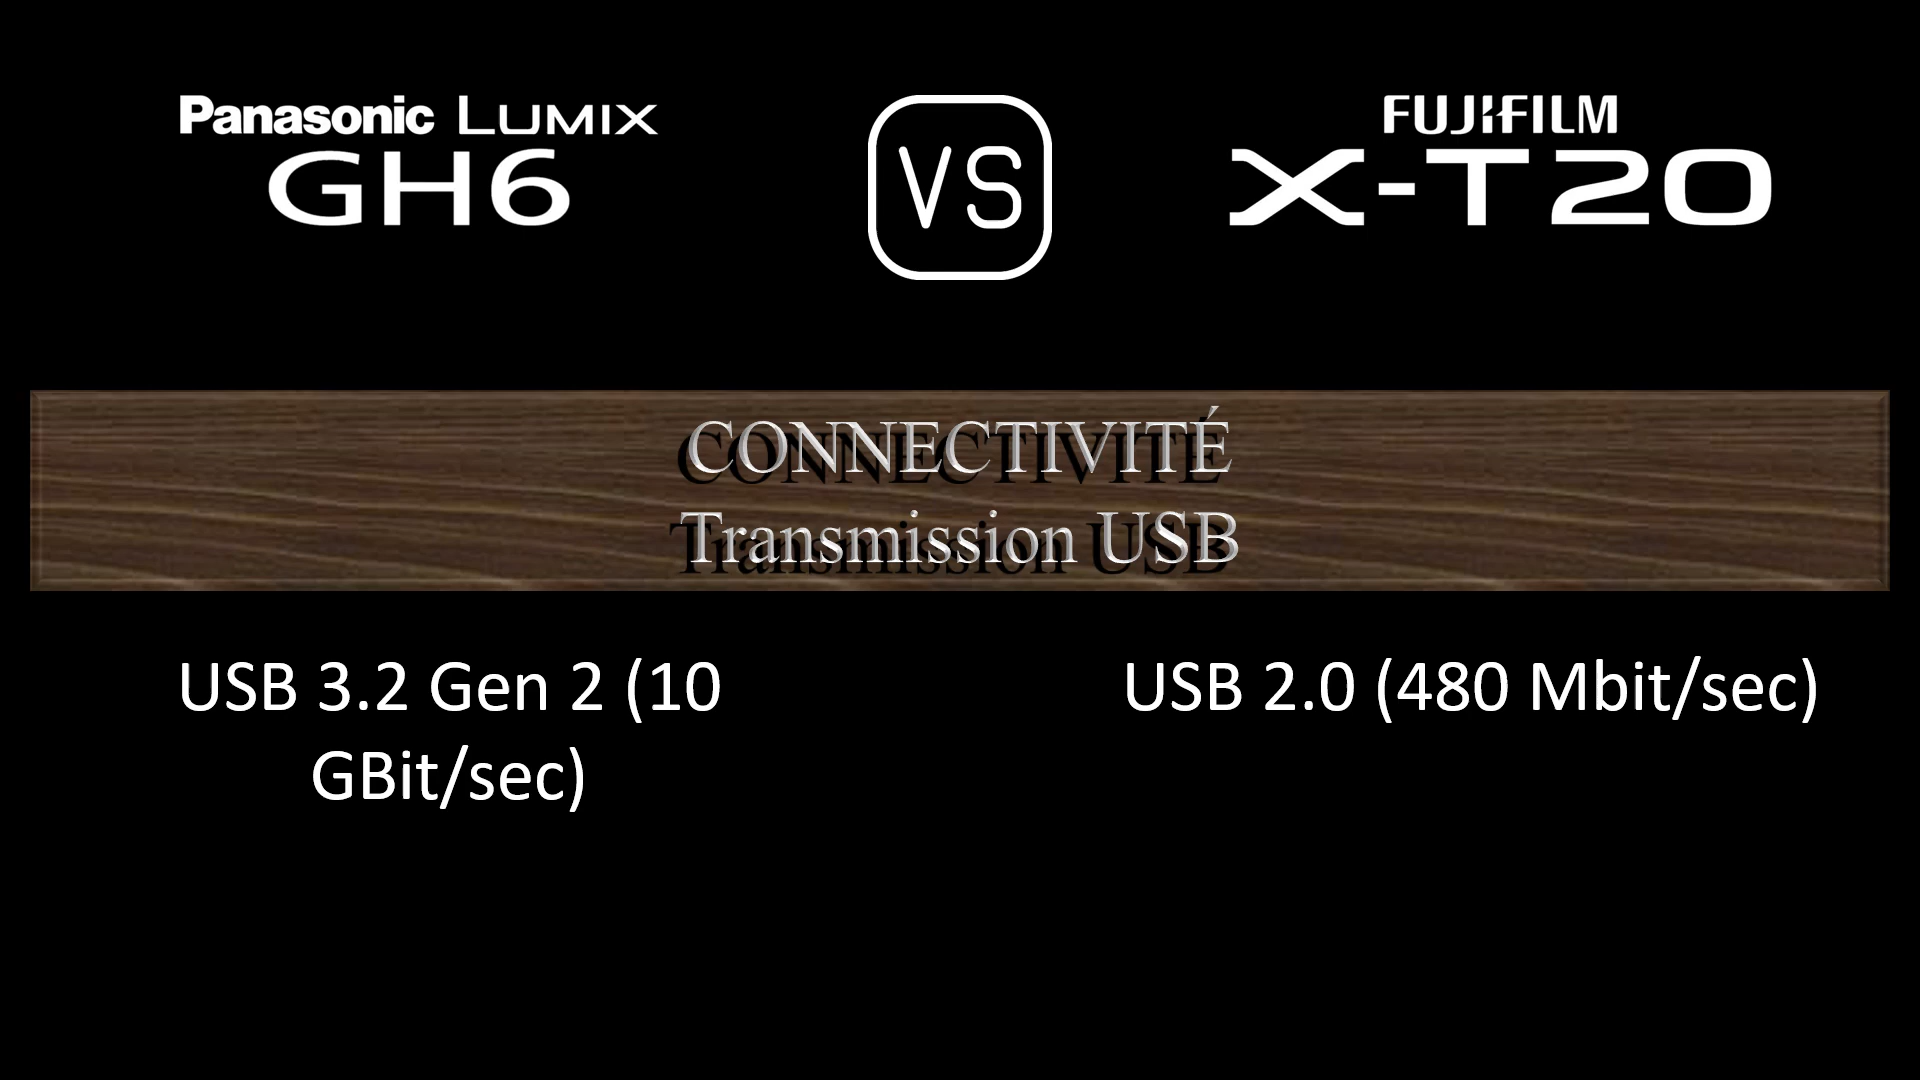 Panasonic LUMIX
GH6
VS
FUJIFILM
X-T20
CONNECTIVITÉ
Transmission USB
USB 3.2 Gen 2 (10
GBit/sec)
USB 2.0 (480 Mbit/sec)